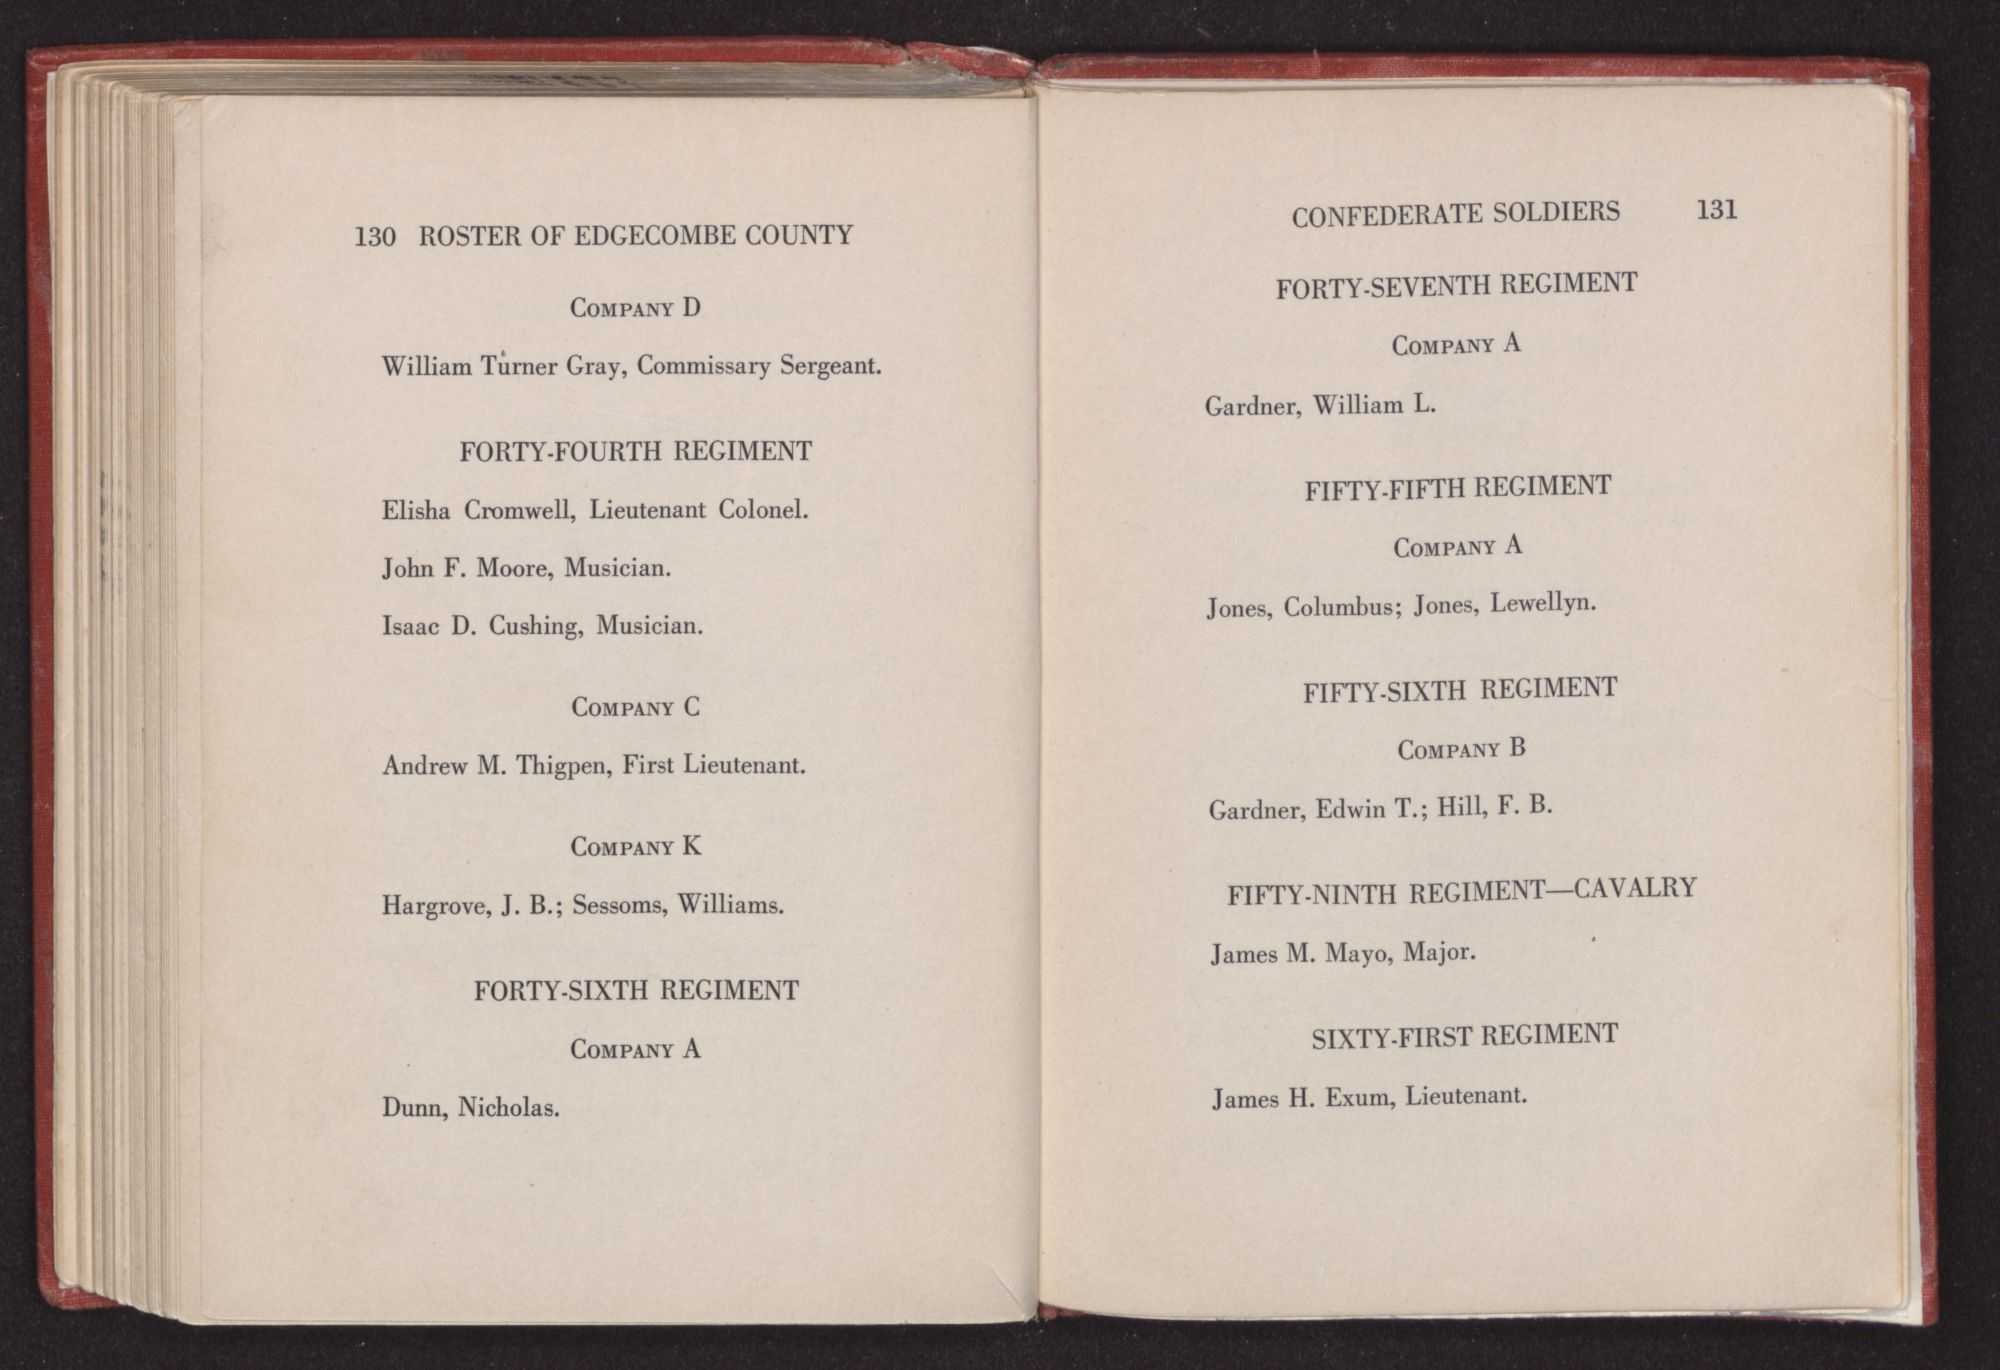 130 ROSTER OF EDGECOMBE COUNTY
COMPANY D
William Turner Gray, Commissary Sergeant.
FORTY-FOURTH REGIMENT
Elisha Cromwell, Lieutenant Colonel.
John F. Moore, Musician.
Isaac D. Cushing, Musician.
COMPANY C
Andrew M. Thigpen, First Lieutenant.
COMPANY K
Hargrove, J. B.; Sessoms, Williams.
FORTY-SIXTH REGIMENT
COMPANY A
Dunn, Nicholas.
CONFEDERATE SOLDIERS 131
FORTY-SEVENTH REGIMENT
COMPANY A
Gardner, William L.
FIFTY-FIFTH REGIMENT
COMPANY A
Jones, Columbus; Jones, Lewellyn.
FIFTY-SIXTH REGIMENT
COMPANY B
Gardner, Edwin T.; Hill, F. B.
FIFTY-NINTH REGIMENT—CAVALRY
James M. Mayo, Major.
SIXTY-FIRST REGIMENT
James H. Exum, Lieutenant.